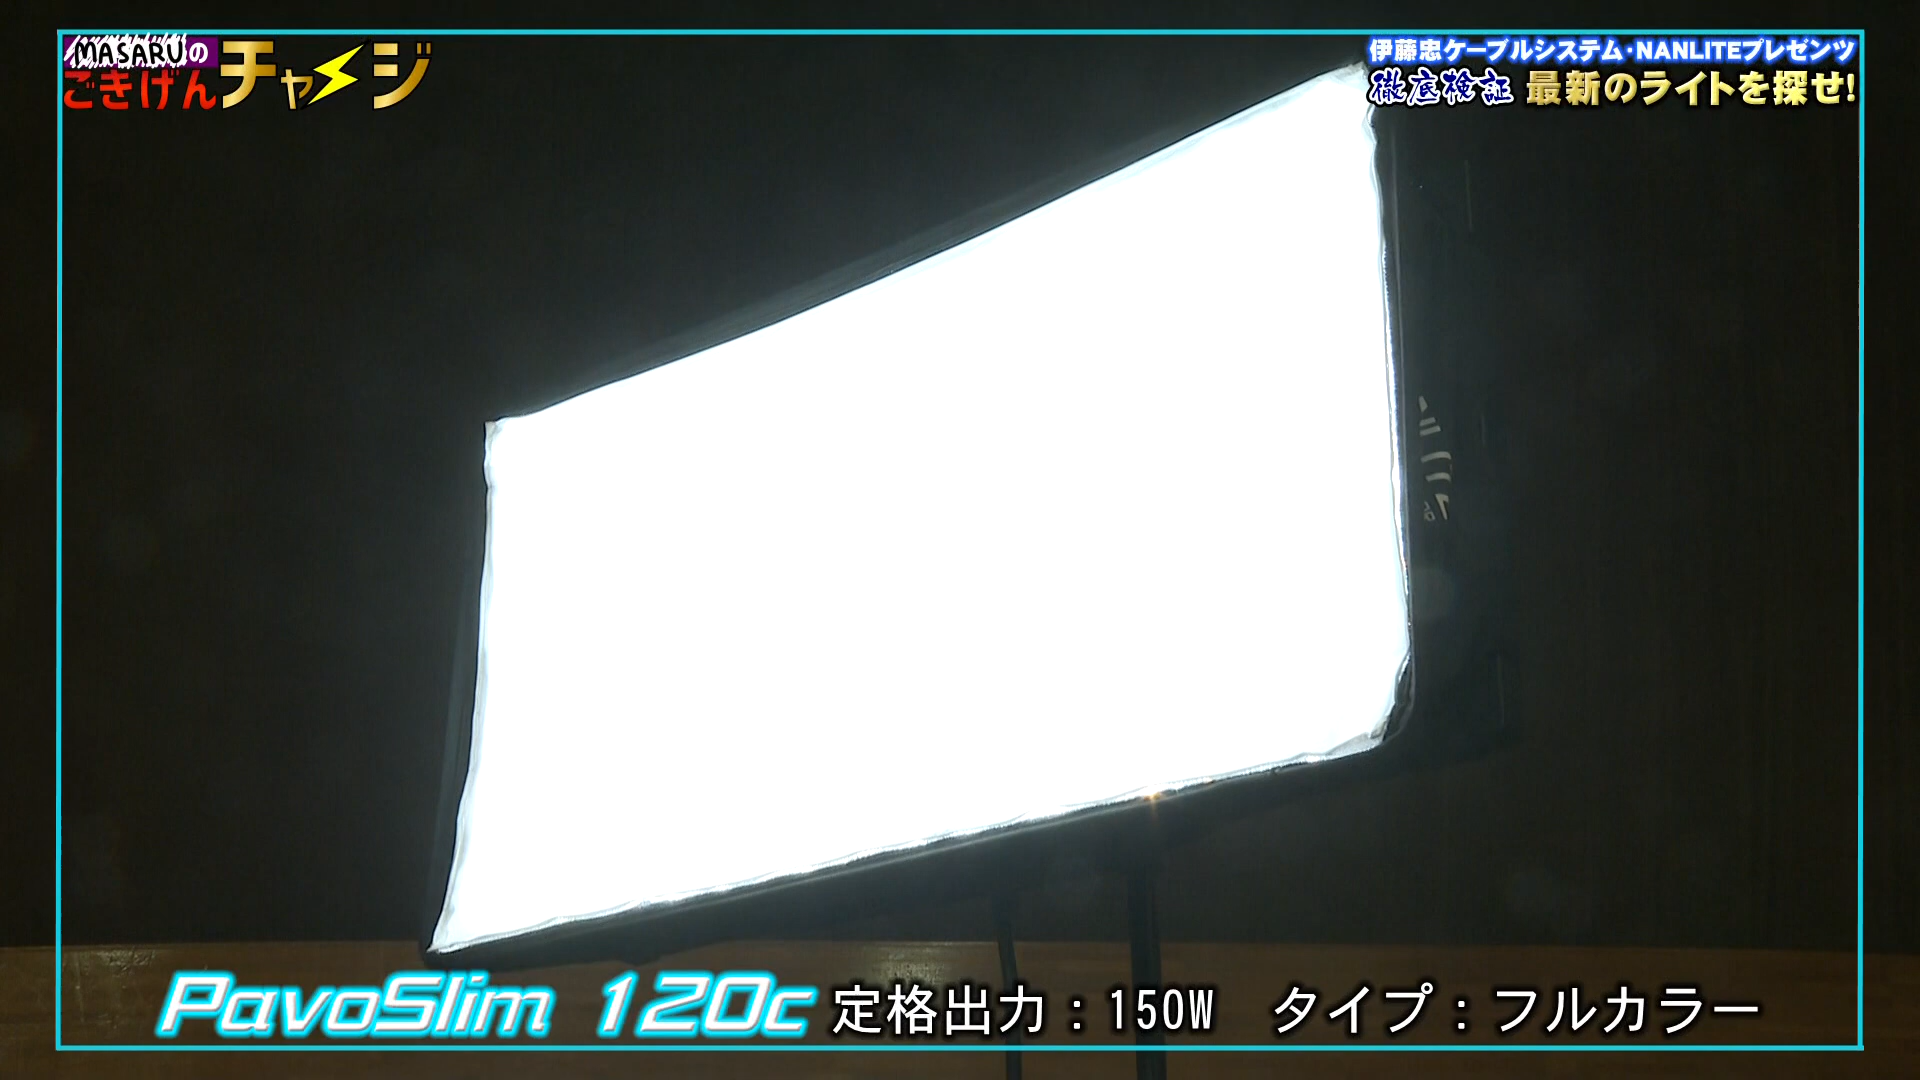 MASARUの
ごきげんチャージ
伊藤忠ケーブルシステム・NANLITEプレゼンツ
徹底検証 最新のライトを探せ!
PavoSlim 120c 定格出力:150W タイプ:フルカラー